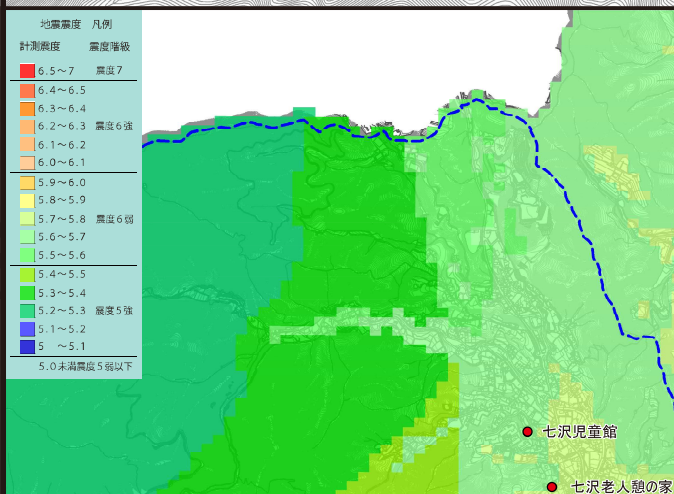 地震震度 凡例
計測震度 震度階級
6.5～7 震度7
6.4～6.5
6.3～6.4
6.2～6.3 震度6強
6.1～6.2
6.0～6.1
5.9～6.0
5.8～5.9
5.7～5.8 震度6弱
5.6～5.7
5.5～5.6
5.4～5.5
5.3～5.4
5.2～5.3 震度5強
5.1～5.2
5 ～5.1
5.0未満震度5弱以下
七沢児童館
七沢老人憩の家